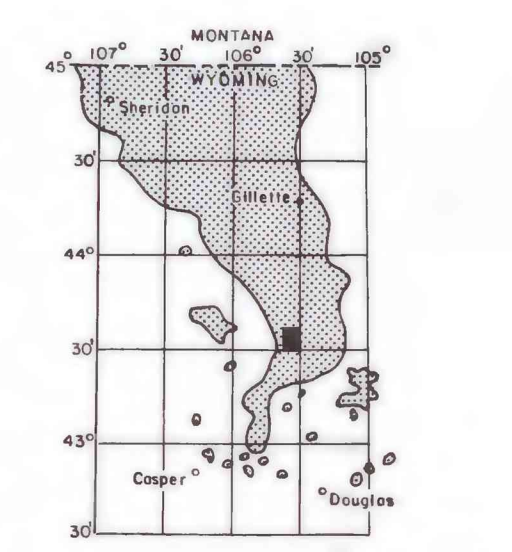 MONTANA
45° 107° 30' 106° 30' 105°
WYOMING
Sheridan
30'
Gillette
44°
30'
43°
Casper
Douglas
30'